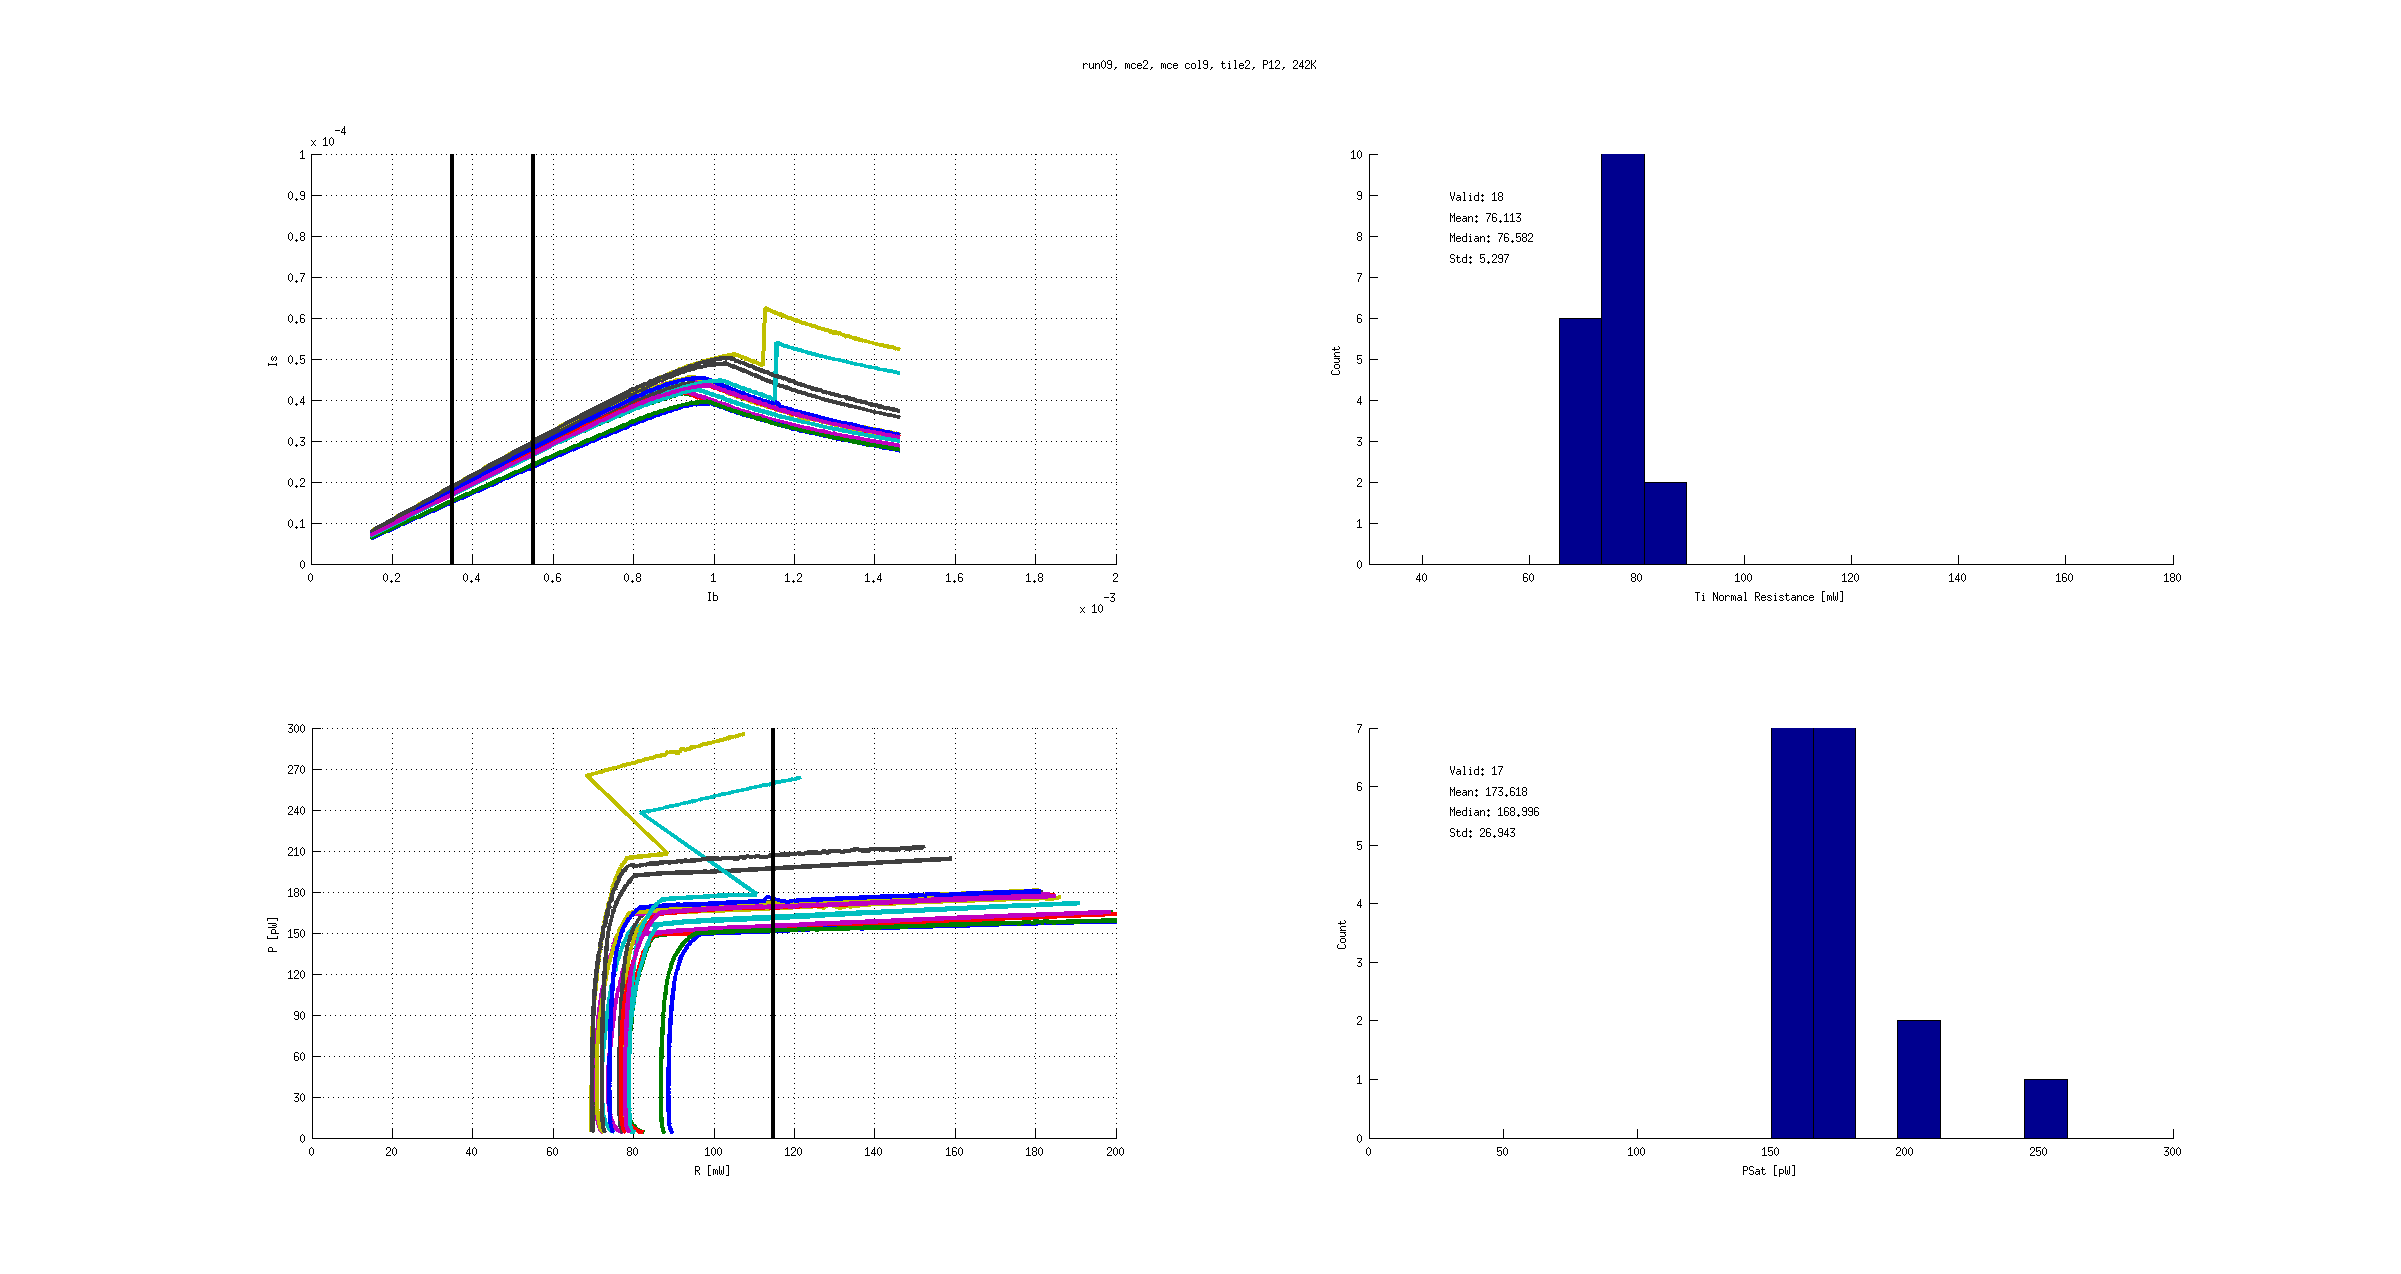 run09, mce2, mce col9, tile2, P12, 242K
x 10^-4
1
0.9
0.8
0.7
0.6
0.5
0.4
0.3
0.2
0.1
0
Is
0 0.2 0.4 0.6 0.8 1 1.2 1.4 1.6 1.8 2
Ib
x 10^-3
10
9
8
7
6
5
4
3
2
1
0
Count
Valid: 18
Mean: 76.113
Median: 76.582
Std: 5.297
40 60 80 100 120 140 160 180
Ti Normal Resistance [mW]
300
270
240
210
180
150
120
90
60
30
0
P [pW]
0 20 40 60 80 100 120 140 160 180 200
R [mW]
7
6
5
4
3
2
1
0
Count
Valid: 17
Mean: 173.618
Median: 168.996
Std: 26.943
0 50 100 150 200 250 300
PSat [pW]